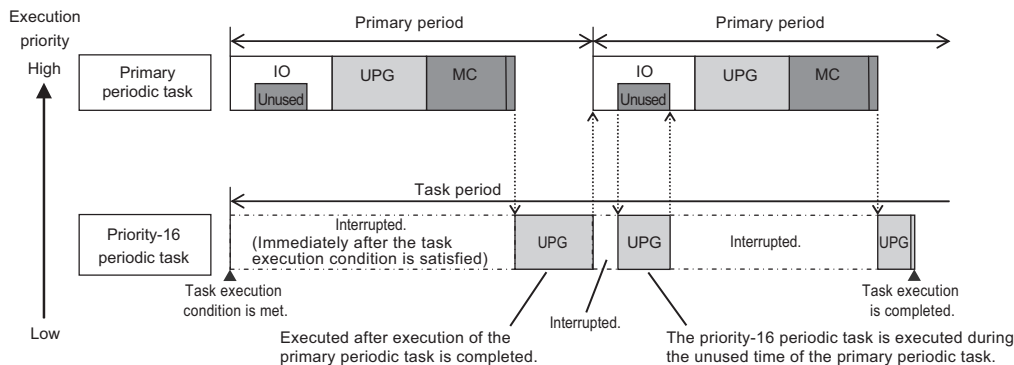 Execution
priority
High
Low
Primary period
Primary period
Primary
periodic task
IO
Unused
UPG
MC
IO
Unused
UPG
MC
Task period
Priority-16
periodic task
Interrupted.
(Immediately after the task
execution condition is satisfied)
UPG
UPG
Interrupted.
UPG
Task execution
condition is met.
Executed after execution of the
primary periodic task is completed.
Interrupted.
The priority-16 periodic task is executed during
the unused time of the primary periodic task.
Task execution
is completed.